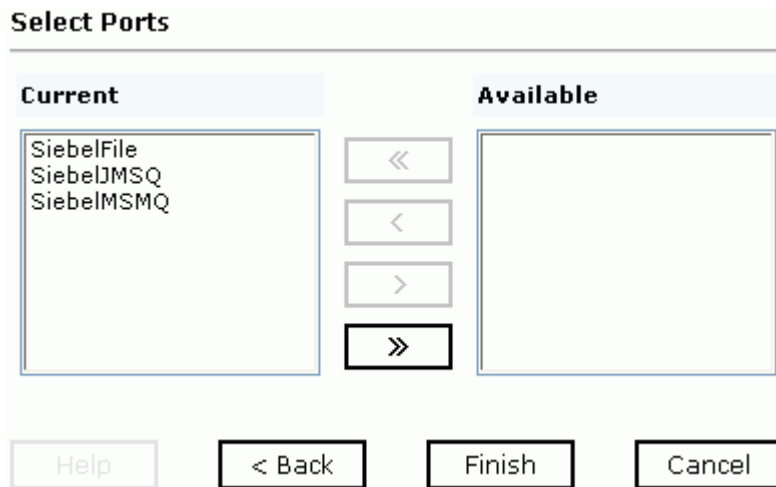 Select Ports
Current
Available
SiebelFile
SiebelJMSQ
SiebelMSMQ
«
<
>
»
Help
< Back
Finish
Cancel